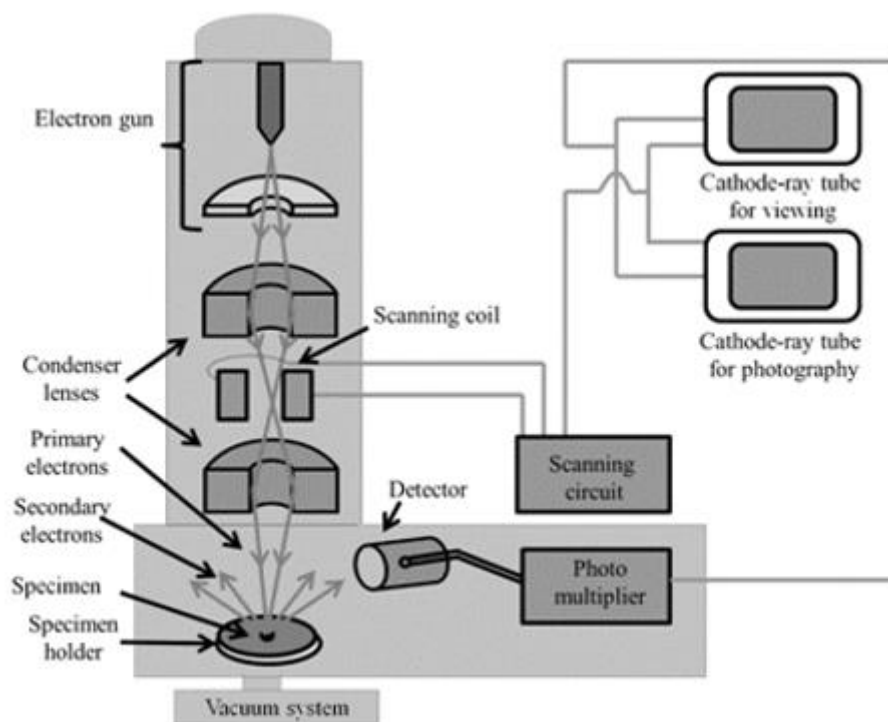 Electron gun
Cathode-ray tube
for viewing
Scanning coil
Cathode-ray tube
for photography
Condenser
lenses
Primary
electrons
Scanning
circuit
Detector
Secondary
electrons
Photo
multiplier
Specimen
Specimen
holder
Vacuum system